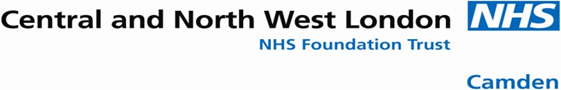 Central and North West London NHS
NHS Foundation Trust
Camden